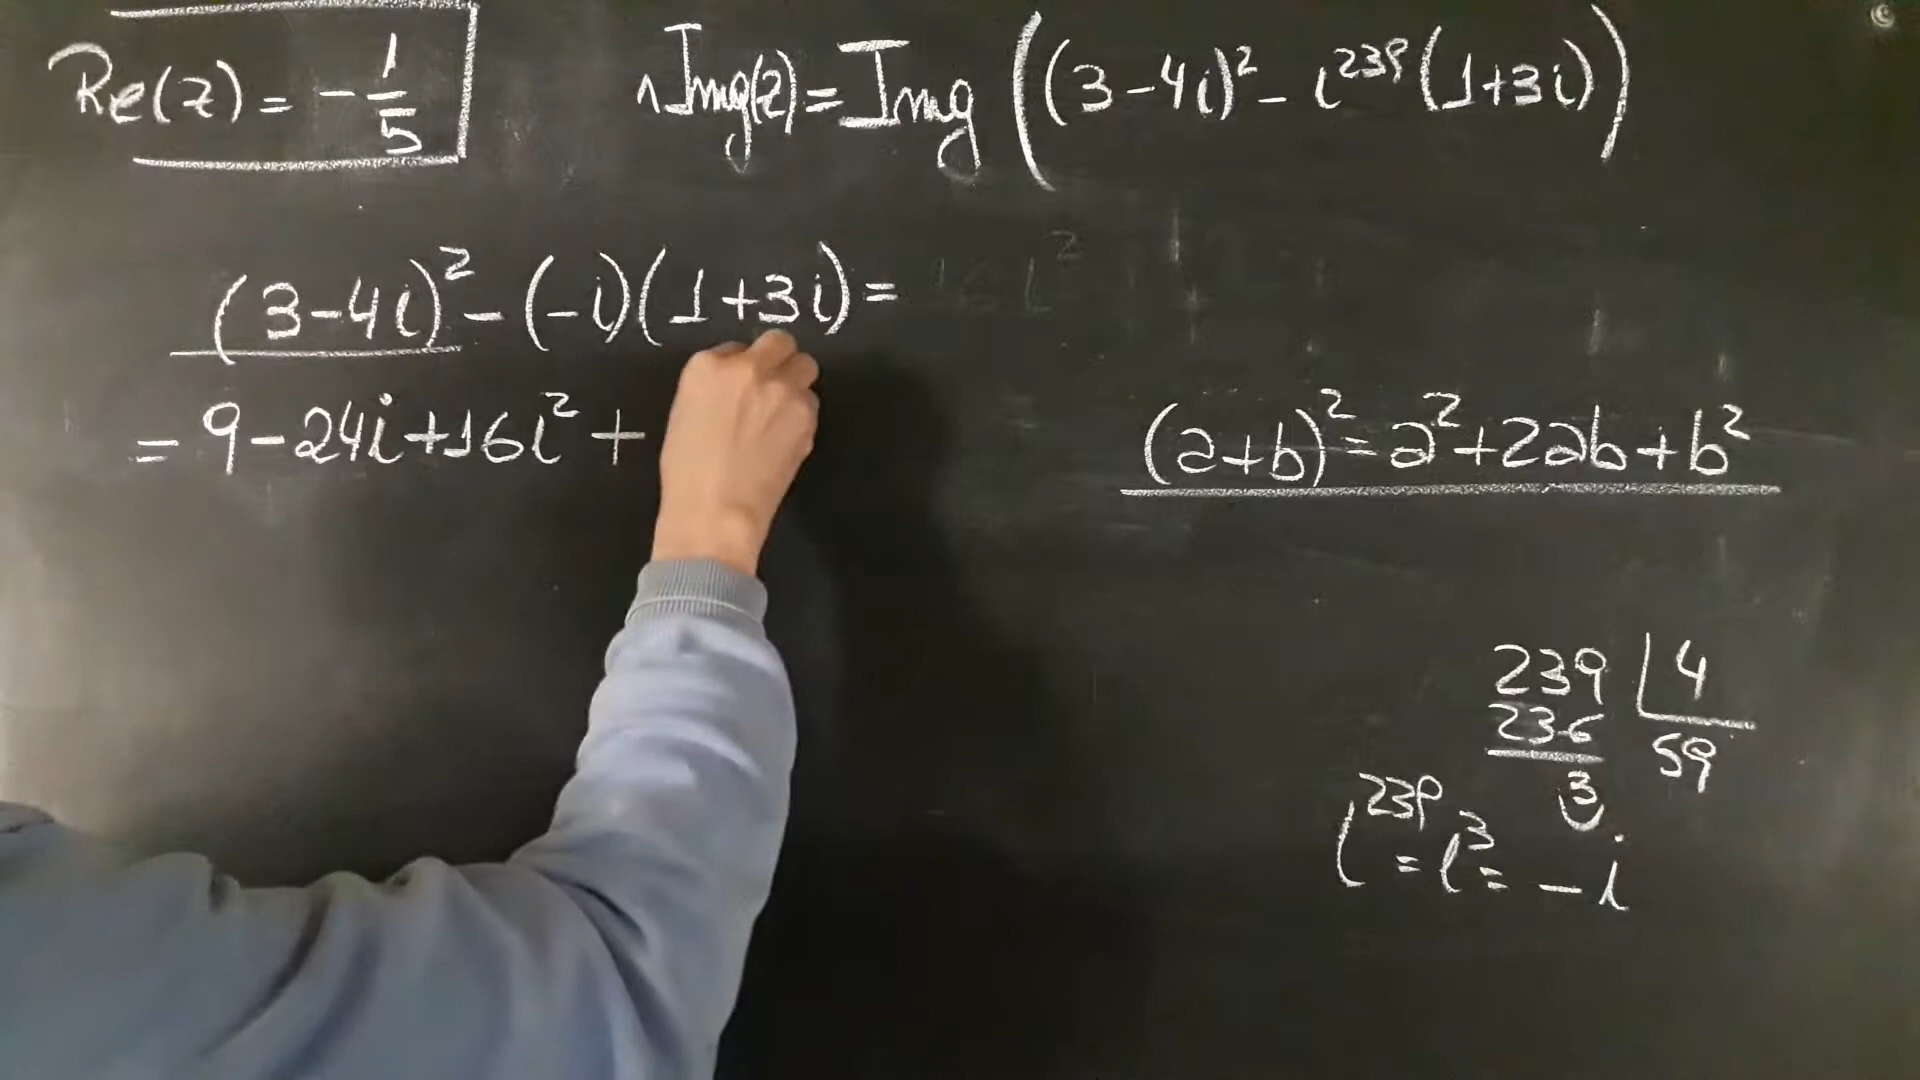 Re(z) = -1/5
Img(z) = Img ((3-4i)² - i²³⁹(1+3i))
(3-4i)² - (-i)(1+3i) =
= 9-24i+16i² +
(a+b)² = a²+2ab+b²
239 | 4
236 59
3
i²³⁹ = i³ = -i